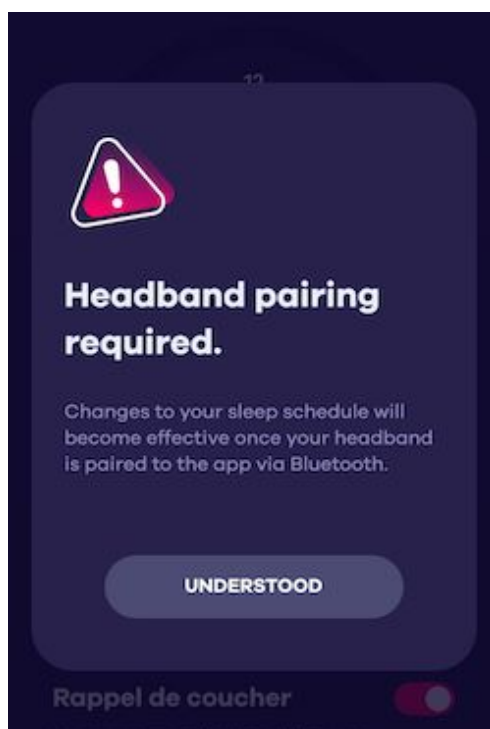 12
Headband pairing
required.
Changes to your sleep schedule will
become effective once your headband
is paired to the app via Bluetooth.
UNDERSTOOD
Rappel de coucher